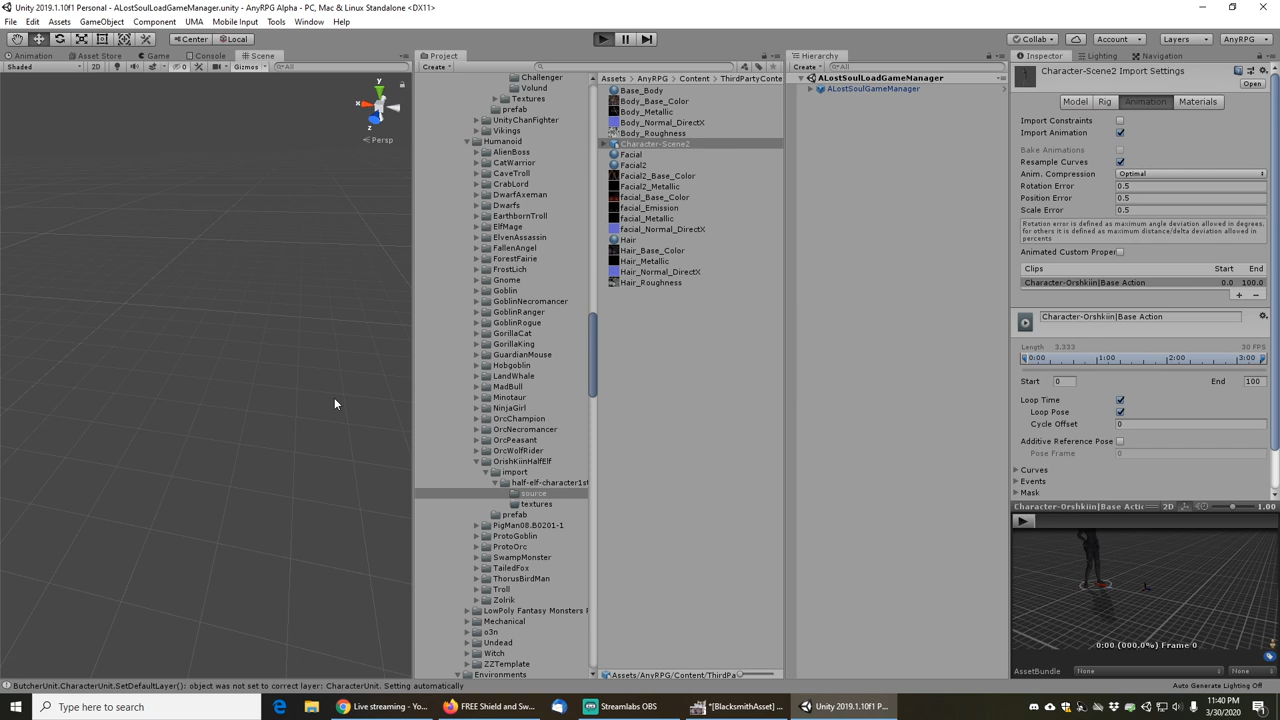 Unity 2019.1.10f1 Personal - ALostSoulLoadGameManager.unity - AnyRPG Alpha - PC, Mac & Linux Standalone <DX11>
File Edit Assets GameObject Component UMA Mobile Input Tools Window Help
Center Local
Collab Account Layers AnyRPG
Animation Asset Store Game Console Scene
Shaded 2D Gizmos All
y x z
Persp
Project
Create
Challenger
Volund
Textures
prefab
UnityChanFighter
Vikings
Humanoid
AlienBoss
CatWarrior
CaveTroll
CrabLord
DwarfAxeman
Dwarfs
EarthbornTroll
ElfMage
ElvenAssassin
FallenAngel
ForestFairie
FrostLich
Gnome
Goblin
GoblinNecromancer
GoblinRanger
GoblinRogue
GorillaCat
GorillaKing
GuardianMouse
Hobgoblin
LandWhale
MadBull
Minotaur
NinjaGirl
OrcChampion
OrcNecromancer
OrcPeasant
OrcWolfRider
OrishKiinHalfElf
import
half-elf-character1st
source
textures
prefab
PigMan08.B0201-1
ProtoGoblin
ProtoOrc
SwampMonster
TailedFox
ThorusBirdMan
Troll
Zolrik
LowPoly Fantasy Monsters P
Mechanical
o3n
Undead
Witch
ZZTemplate
Environments
Assets AnyRPG Content ThirdPartyConte
Base_Body
Body_Base_Color
Body_Metallic
Body_Normal_DirectX
Body_Roughness
Character-Scene2
Facial
Facial2
Facial2_Base_Color
Facial2_Metallic
facial_Base_Color
facial_Emission
facial_Metallic
facial_Normal_DirectX
Hair
Hair_Base_Color
Hair_Metallic
Hair_Normal_DirectX
Hair_Roughness
Assets/AnyRPG/Content/ThirdPa
Hierarchy
Create All
ALostSoulLoadGameManager
ALostSoulGameManager
Inspector Lighting Navigation
Character-Scene2 Import Settings
Open
Model Rig Animation Materials
Import Constraints
Import Animation
Bake Animations
Resample Curves
Anim. Compression Optimal
Rotation Error 0.5
Position Error 0.5
Scale Error 0.5
Rotation error is defined as maximum angle deviation allowed in degrees, for others it is defined as maximum distance/delta deviation allowed in percents
Animated Custom Proper
Clips Start End
Character-Orshkiin|Base Action 0.0 100.0
Character-Orshkiin|Base Action
Length 3.333 30 FPS
0:00 1:00 2:00 3:00
Start 0 End 100
Loop Time
Loop Pose
Cycle Offset 0
Additive Reference Pose
Pose Frame 0
Curves
Events
Mask
Character-Orshkiin|Base Actic 2D 1.00
0:00 (000.0%) Frame 0
AssetBundle None None
ButcherUnit.CharacterUnit.SetDefaultLayer(): object was not set to correct layer: CharacterUnit. Setting automatically
Auto Generate Lighting Off
Type here to search
Live streaming - Yo...
FREE Shield and Sw...
Streamlabs OBS
*[BlacksmithAsset] ...
Unity 2019.1.10f1 P...
11:40 PM
3/30/2020